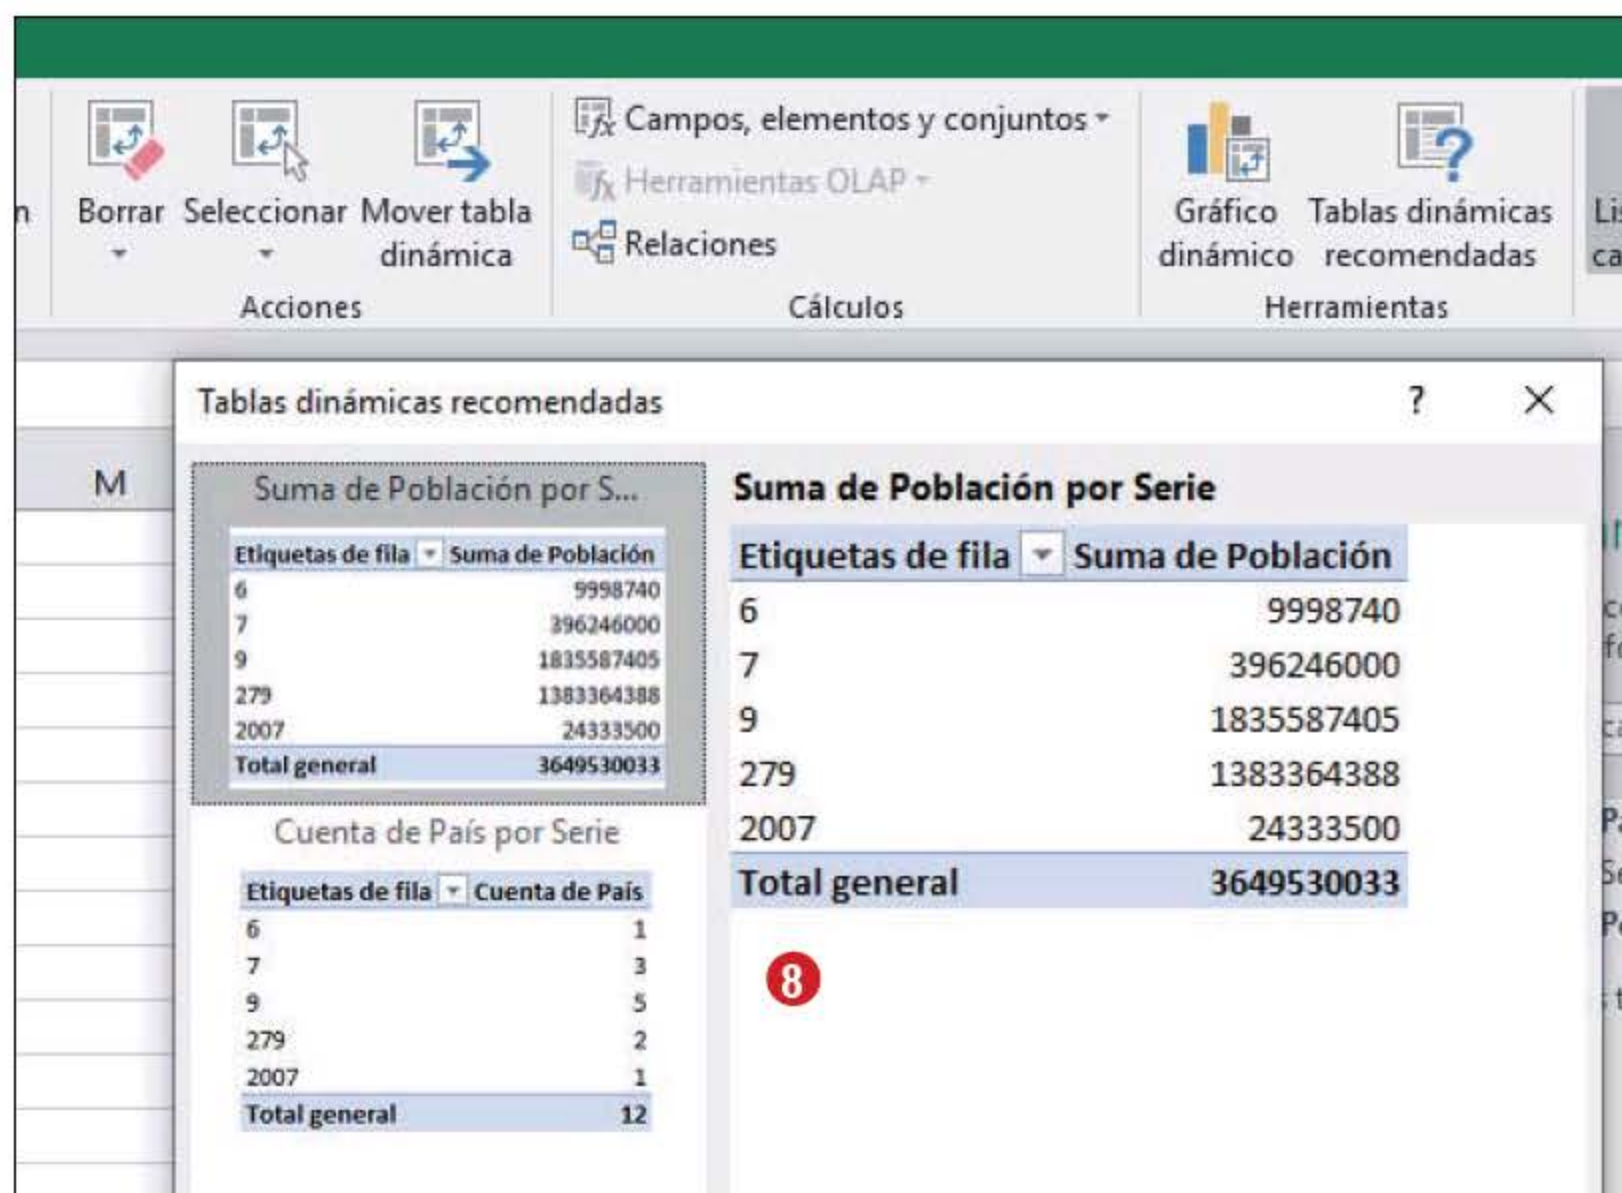 Borrar
Seleccionar
Mover tabla
dinámica
Acciones
Campos, elementos y conjuntos
Herramientas OLAP
Relaciones
Cálculos
Gráfico
dinámico
Tablas dinámicas
recomendadas
Herramientas
M
Tablas dinámicas recomendadas
?
Suma de Población por S...
Etiquetas de fila Suma de Población
6 9998740
7 396246000
9 1835587405
279 1383364388
2007 24333500
Total general 3649530033
Cuenta de País por Serie
Etiquetas de fila Cuenta de País
6 1
7 3
9 5
279 2
2007 1
Total general 12
Suma de Población por Serie
Etiquetas de fila Suma de Población
6 9998740
7 396246000
9 1835587405
279 1383364388
2007 24333500
Total general 3649530033
8